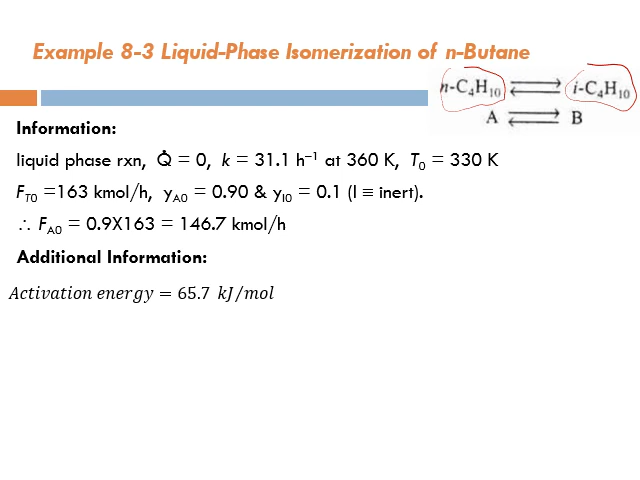 Example 8-3 Liquid-Phase Isomerization of n-Butane
n-C₄H₁₀ ⇌ i-C₄H₁₀
A ⇌ B
Information:
liquid phase rxn, Q̇ = 0, k = 31.1 h⁻¹ at 360 K, T₀ = 330 K
F_T0 =163 kmol/h, y_A0 = 0.90 & y_I0 = 0.1 (I ≡ inert).
∴ F_A0 = 0.9X163 = 146.7 kmol/h
Additional Information:
Activation energy = 65.7 kJ/mol